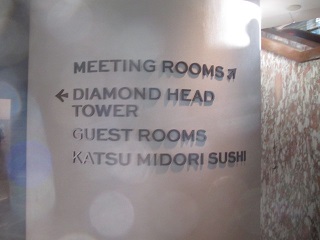 MEETING ROOMS
DIAMOND HEAD
TOWER
GUEST ROOMS
KATSU MIDORI SUSHI